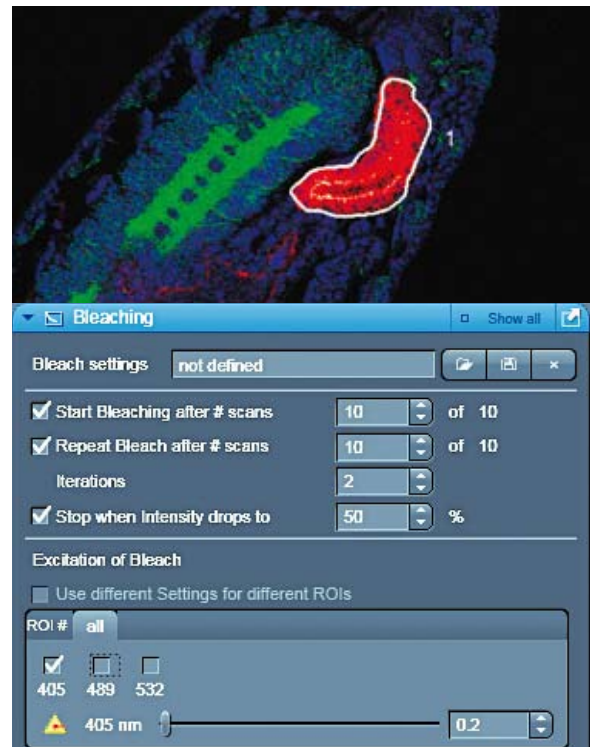 1
Bleaching Show all
Bleach settings not defined
Start Bleaching after # scans 10 of 10
Repeat Bleach after # scans 10 of 10
Iterations 2
Stop when Intensity drops to 50 %
Excitation of Bleach
Use different Settings for different ROIs
ROI # all
405 489 532
405 nm 0.2